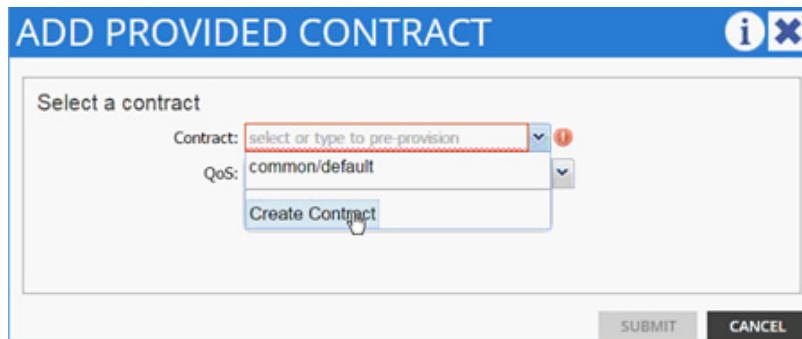 ADD PROVIDED CONTRACT
Select a contract
Contract: select or type to pre-provision
common/default
QoS:
Create Contract
SUBMIT CANCEL